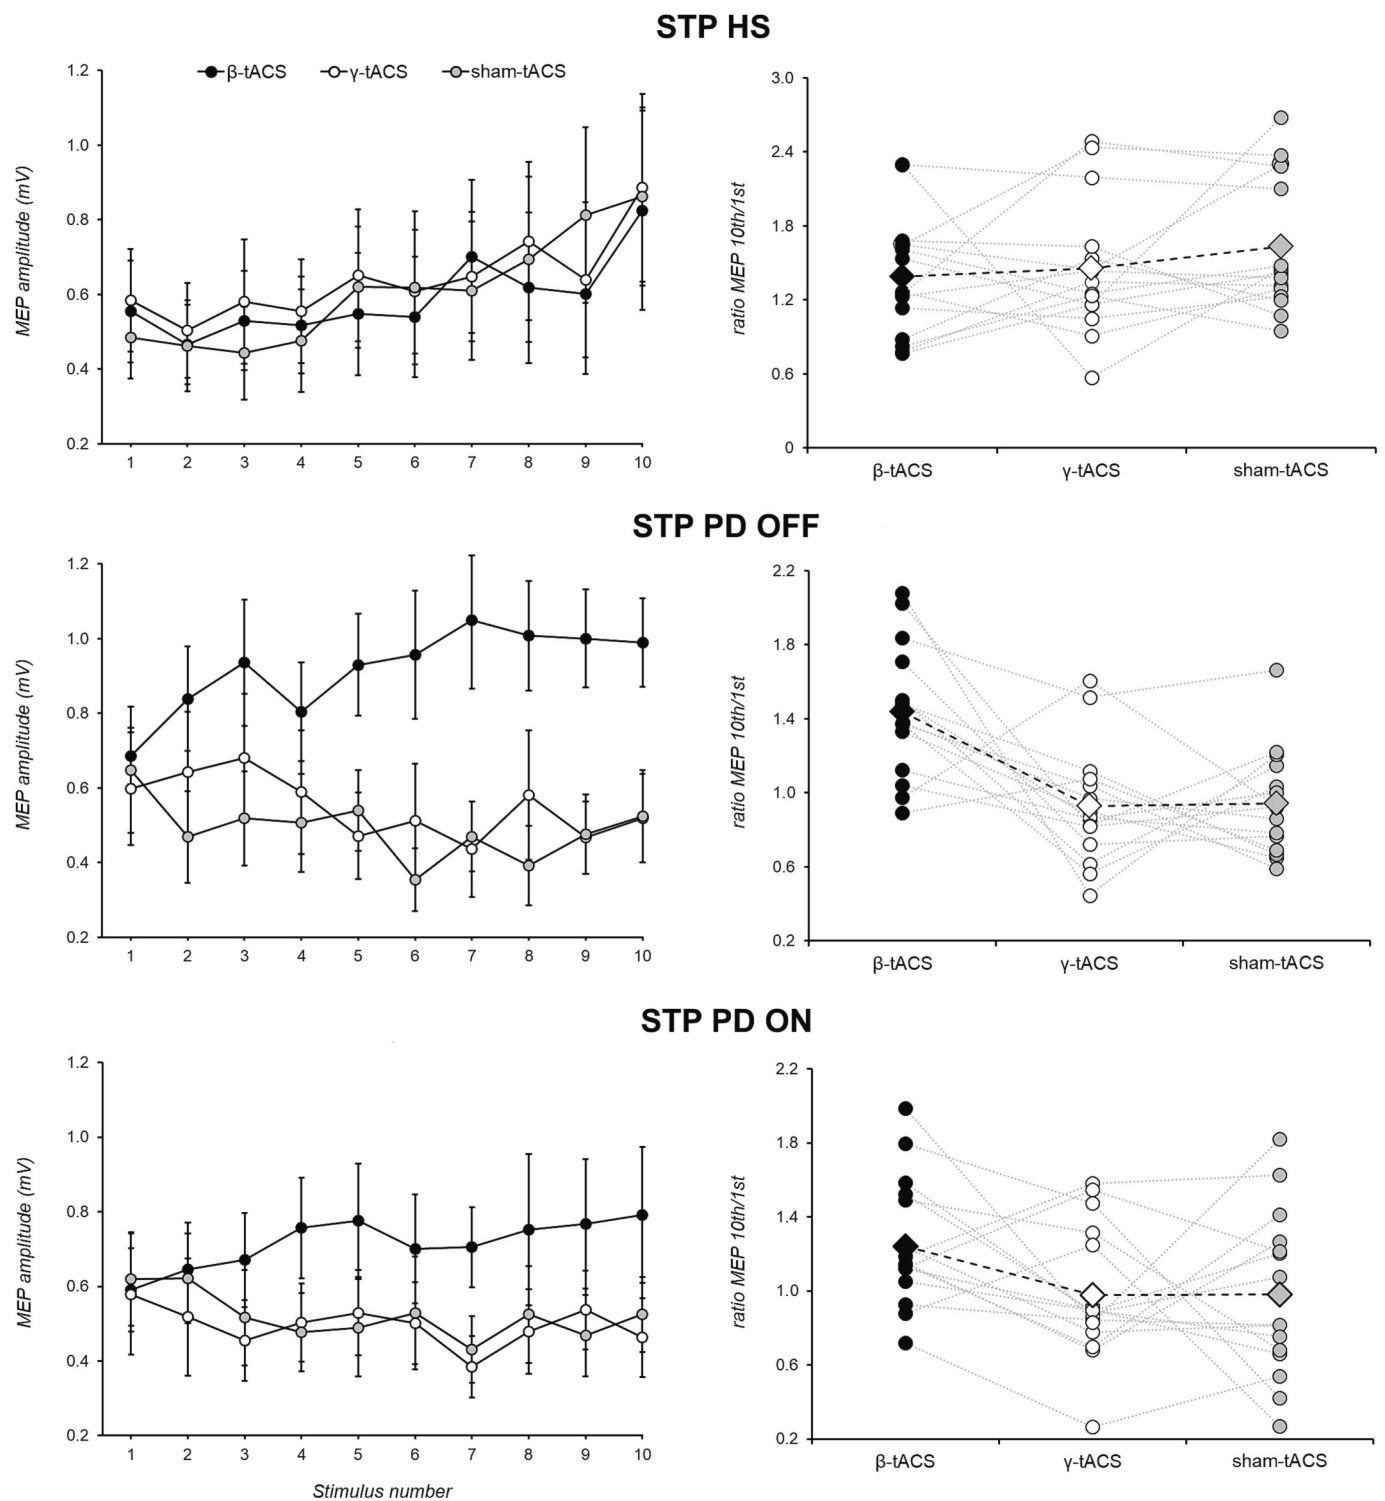 STP HS
β-tACS γ-tACS sham-tACS
MEP amplitude (mV)
1.2
1.0
0.8
0.6
0.4
0.2
1 2 3 4 5 6 7 8 9 10
ratio MEP 10th/1st
3.0
2.4
1.8
1.2
0.6
0
β-tACS γ-tACS sham-tACS
STP PD OFF
MEP amplitude (mV)
1.2
1.0
0.8
0.6
0.4
0.2
1 2 3 4 5 6 7 8 9 10
ratio MEP 10th/1st
2.2
1.8
1.4
1.0
0.6
0.2
β-tACS γ-tACS sham-tACS
STP PD ON
MEP amplitude (mV)
1.2
1.0
0.8
0.6
0.4
0.2
1 2 3 4 5 6 7 8 9 10
Stimulus number
ratio MEP 10th/1st
2.2
1.8
1.4
1.0
0.6
0.2
β-tACS γ-tACS sham-tACS